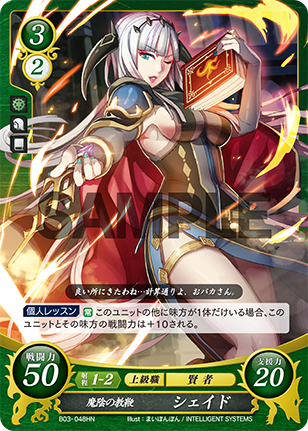 3
2
SAMPLE
良い所にきたわね…計算通りよ、おバカさん。
個人レッスン 常 このユニットの他に味方が1体だけいる場合、この
ユニットとその味方の戦闘力は+10される。
戦闘力
50
射程 1-2 上級職 賢者
支援力
20
魔陰の教鞭 シェイド
B03-048HN Illust:まいぽんぽん / INTELLIGENT SYSTEMS